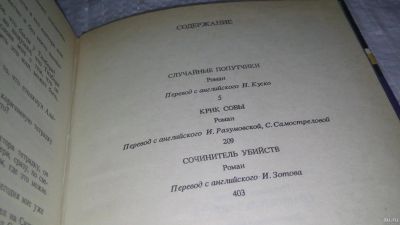 СОДЕРЖАНИЕ
СЛУЧАЙНЫЕ ПОПУТЧИКИ
Роман
Перевод с английского Н. Куско
5
КРИК СОВЫ
Роман
Перевод с английского И. Разумовской, С. Самостреловой
209
СОЧИНИТЕЛЬ УБИЙСТВ
Роман
Перевод с английского И. Зотова
403